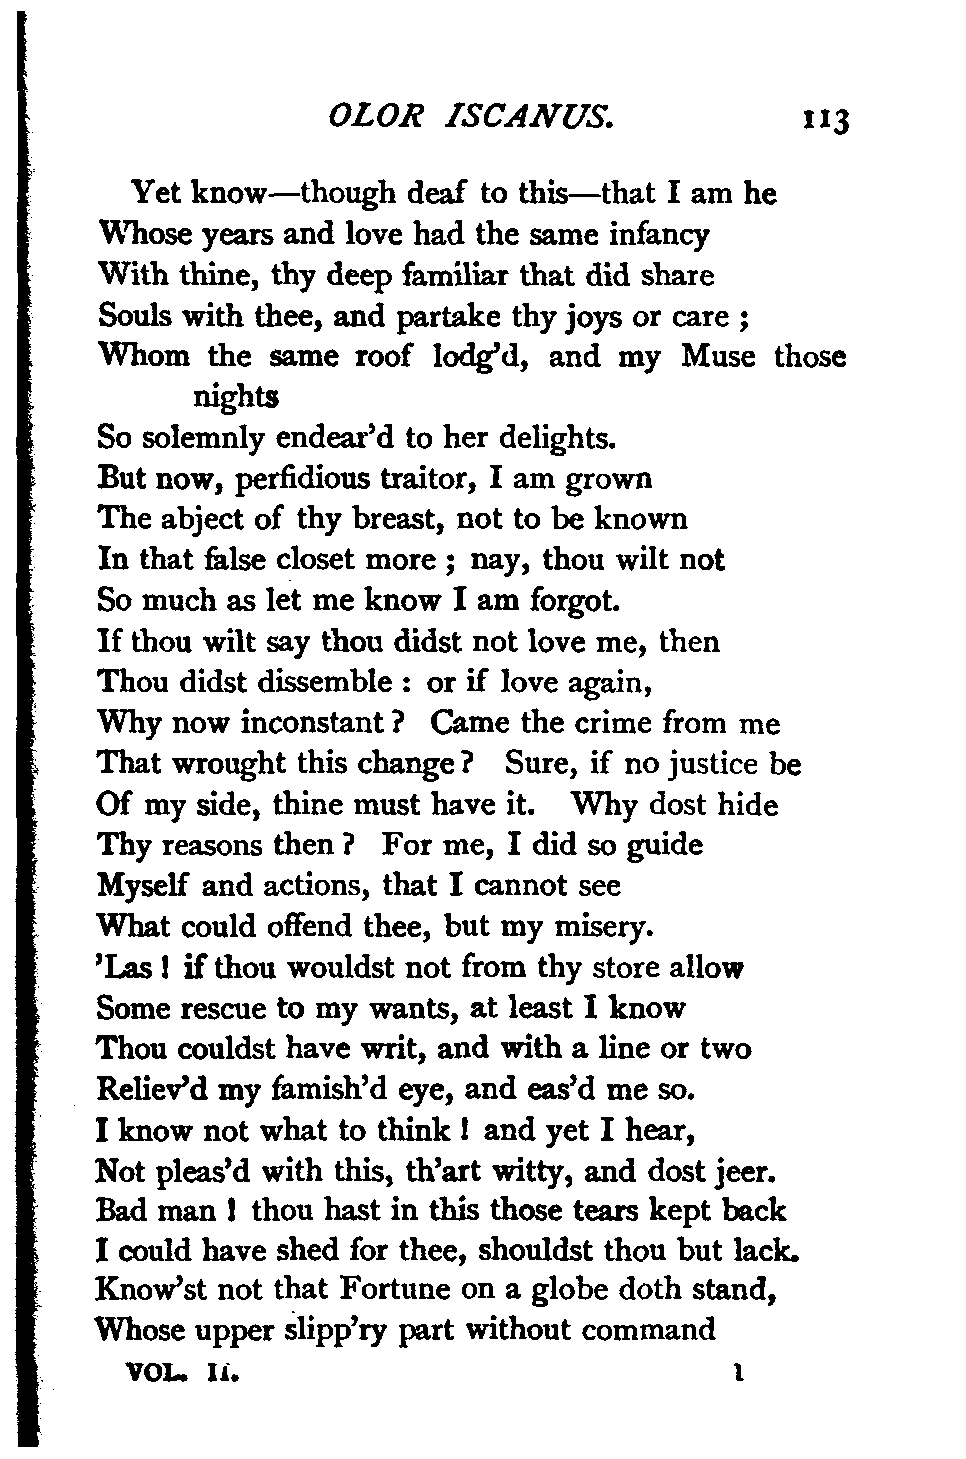 OLOR ISCANUS. 113
Yet know—though deaf to this—that I am he
Whose years and love had the same infancy
With thine, thy deep familiar that did share
Souls with thee, and partake thy joys or care ;
Whom the same roof lodg’d, and my Muse those
nights
So solemnly endear’d to her delights.
But now, perfidious traitor, I am grown
The abject of thy breast, not to be known
In that false closet more ; nay, thou wilt not
So much as let me know I am forgot.
If thou wilt say thou didst not love me, then
Thou didst dissemble : or if love again,
Why now inconstant ? Came the crime from me
That wrought this change ? Sure, if no justice be
Of my side, thine must have it. Why dost hide
Thy reasons then ? For me, I did so guide
Myself and actions, that I cannot see
What could offend thee, but my misery.
’Las ! if thou wouldst not from thy store allow
Some rescue to my wants, at least I know
Thou couldst have writ, and with a line or two
Reliev’d my famish’d eye, and eas’d me so.
I know not what to think ! and yet I hear,
Not pleas’d with this, th’art witty, and dost jeer.
Bad man ! thou hast in this those tears kept back
I could have shed for thee, shouldst thou but lack.
Know’st not that Fortune on a globe doth stand,
Whose upper slipp’ry part without command
VOL. II. I